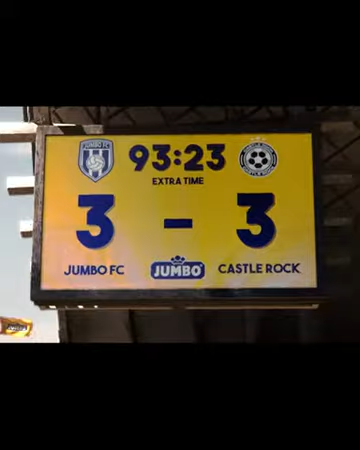 JUMBO FC
93:23
EXTRA TIME
3 - 3
JUMBO FC
JUMBO
CASTLE ROCK